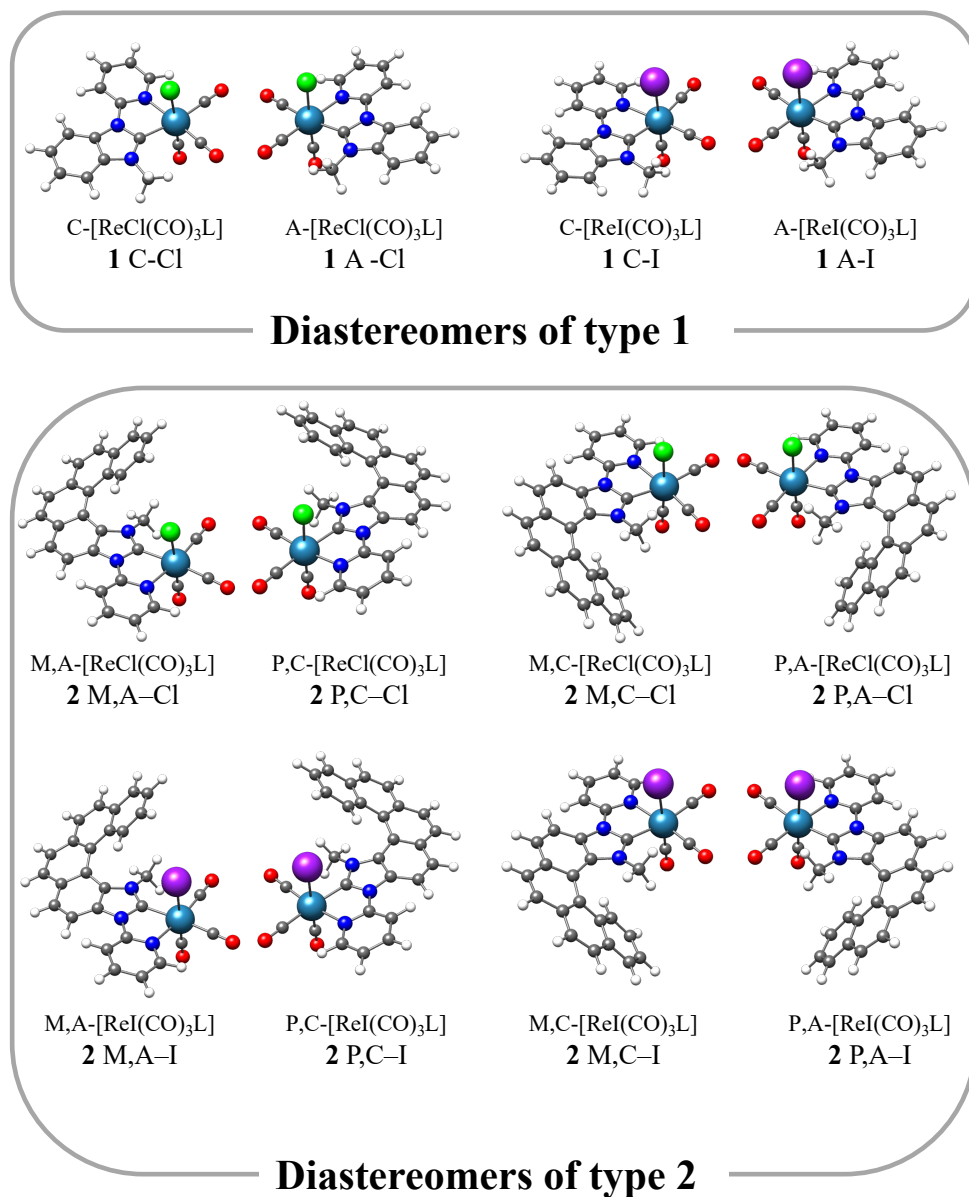 C-[ReCl(CO)₃L] A-[ReCl(CO)₃L] C-[ReI(CO)₃L] A-[ReI(CO)₃L]
1 C-Cl 1 A -Cl 1 C-I 1 A-I
Diastereomers of type 1
M,A-[ReCl(CO)₃L] P,C-[ReCl(CO)₃L] M,C-[ReCl(CO)₃L] P,A-[ReCl(CO)₃L]
2 M,A–Cl 2 P,C–Cl 2 M,C–Cl 2 P,A–Cl
M,A-[ReI(CO)₃L] P,C-[ReI(CO)₃L] M,C-[ReI(CO)₃L] P,A-[ReI(CO)₃L]
2 M,A–I 2 P,C–I 2 M,C–I 2 P,A–I
Diastereomers of type 2